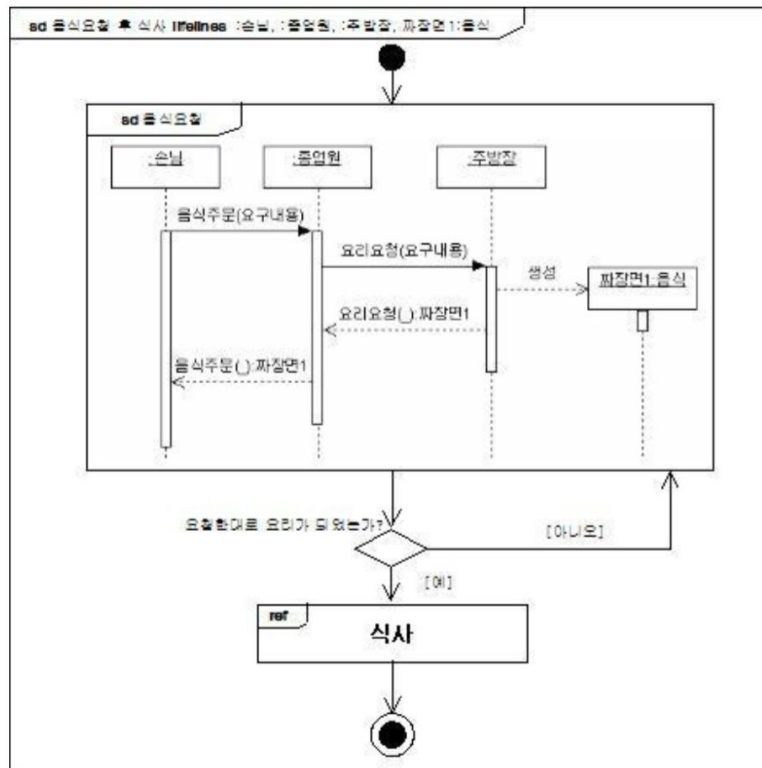 sd 음식요청 후 식사 lifelines :손님, :종업원, :주방장, 짜장면1:음식
sd 음식요청
:손님
:종업원
:주방장
음식주문(요구내용)
요리요청(요구내용)
생성
짜장면1:음식
요리요청(_):짜장면1
음식주문(_):짜장면1
요청한대로 요리가 되었는가?
[아니오]
[예]
ref
식사